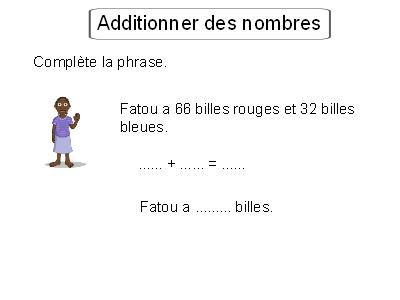 Additionner des nombres
Complète la phrase.
Fatou a 66 billes rouges et 32 billes
bleues.
...... + ...... = ......
Fatou a ......... billes.